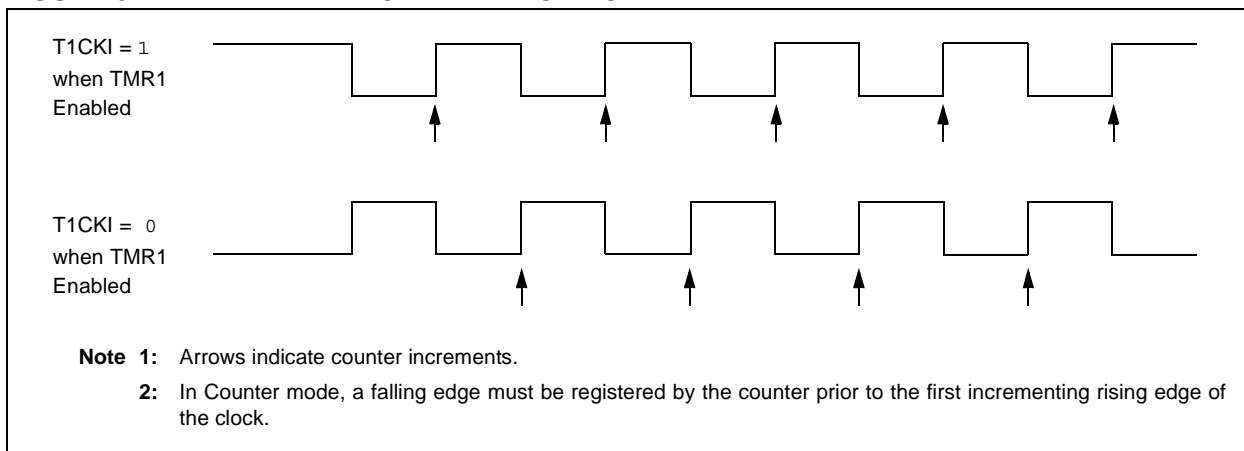 T1CKI = 1
when TMR1
Enabled
T1CKI = 0
when TMR1
Enabled
Note 1: Arrows indicate counter increments.
2: In Counter mode, a falling edge must be registered by the counter prior to the first incrementing rising edge of
the clock.